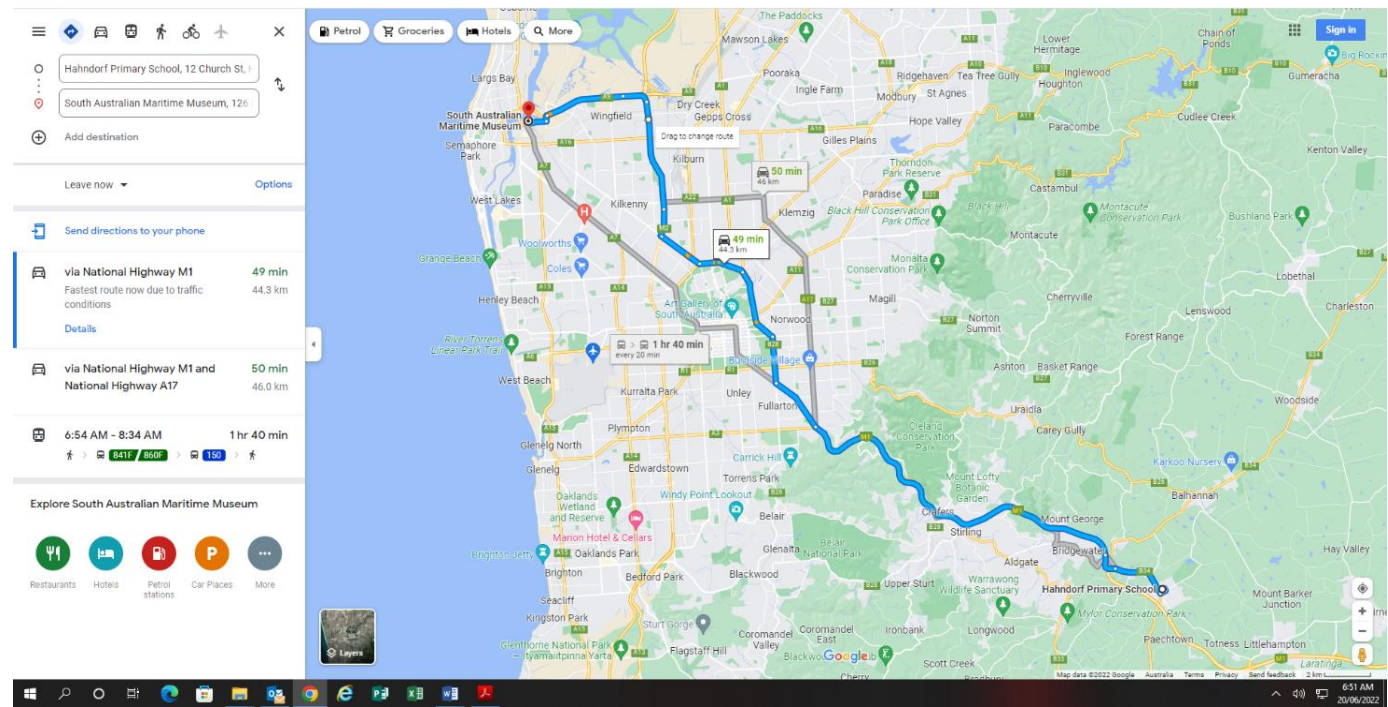 Petrol
Groceries
Hotels
More
Sign in
Hahndorf Primary School, 12 Church St,
South Australian Maritime Museum, 126
Add destination
Leave now
Options
Send directions to your phone
via National Highway M1
49 min
Fastest route now due to traffic
44.3 km
conditions
Details
via National Highway M1 and
50 min
National Highway A17
46.0 km
6:54 AM - 8:34 AM
1 hr 40 min
841F / 860F
150
Explore South Australian Maritime Museum
Restaurants
Hotels
Petrol
stations
Car Places
More
The Paddocks
Mawson Lakes
Lower
Hermitage
Chain of
Ponds
Largs Bay
Pooraka
Ridgehaven
Tea Tree Gully
Inglewood
Houghton
Gumeracha
Ingle Farm
Modbury
St Agnes
Dry Creek
South Australian
Maritime Museum
Wingfield
Gepps Cross
Hope Valley
Cudlee Creek
Paracombe
Drag to change route
Semaphore
Park
Gilles Plains
Kenton Valley
Kilburn
50 min
46 km
Thorndon
Park Reserve
Castambul
West Lakes
Kilkenny
Paradise
Klemzig
Black Hill Conservation
Park Office
Black Hill
Montacute
Conservation Park
Bushland Park
Montacute
49 min
44.3 km
Woolworths
Grange Beach
Coles
Morialta
Conservation Park
Lobethal
Henley Beach
Art Gallery of
South Australia
Magill
Cherryville
Lenswood
Charleston
Norwood
Norton
Summit
Forest Range
River Torrens
Linear Park Trail
1 hr 40 min
every 20 min
Burnside Village
Ashton
Basket Range
West Beach
Kurralta Park
Unley
Woodside
Fullarton
Uraidla
Plympton
Carey Gully
Cleland
Conservation
Park
Glenelg North
Carrick Hill
Karkoo Nursery
Glenelg
Edwardstown
Torrens Park
Mount Lofty
Botanic
Garden
Balhannah
Oaklands
Wetland
and Reserve
Windy Point Lookout
Belair
Crafers
Mount George
Stirling
Marion Hotel & Cellars
Brighton Jetty
Oaklands Park
Glenalta
Belair
National Park
Bridgewater
Hay Valley
Aldgate
Brighton
Bedford Park
Blackwood
Upper Sturt
Warrawong
Wildlife Sanctuary
Hahndorf Primary School
Mount Barker
Junction
Seacliff
Kingston Park
Sturt Gorge
Mylor Conservation Park
Coromandel
Valley
Coromandel
East
Ironbank
Longwood
Paechtown
Totness
Littlehampton
Glenthorne National Park
– Ityamaiitpinna Yarta
Flagstaff Hill
Google
Scott Creek
Laratinga
Cherry
Layers
Map data ©2022 Google
Australia
Terms
Privacy
Send feedback
2 km
6:51 AM
20/06/2022